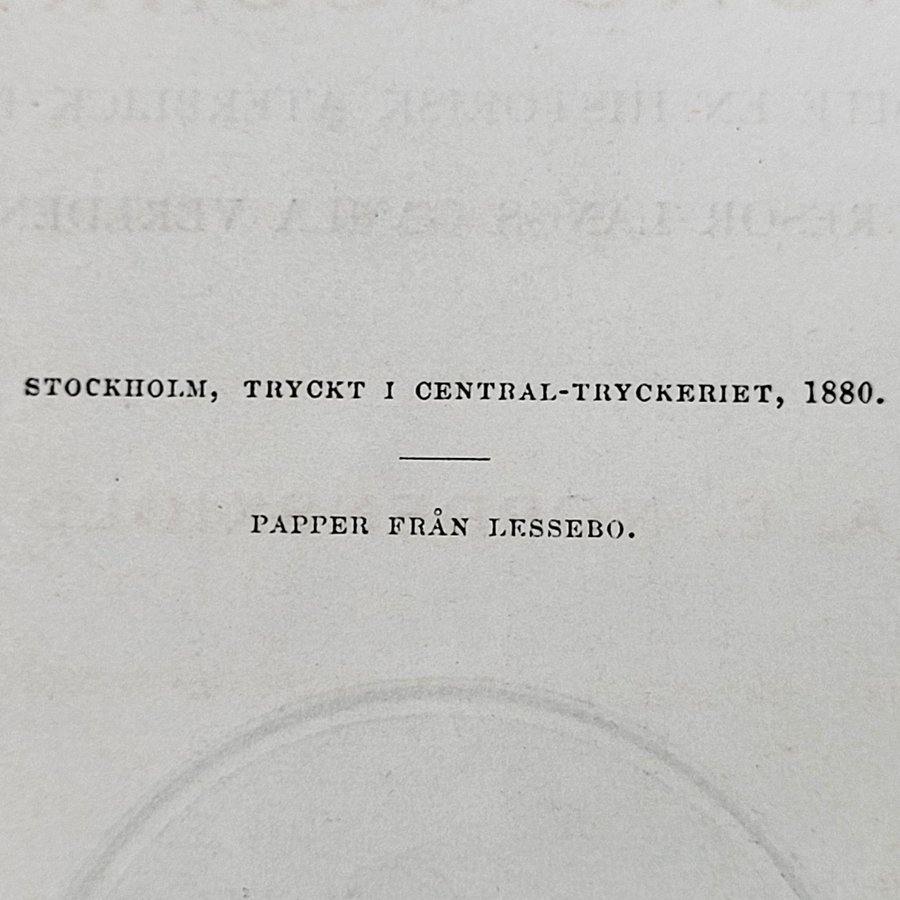 STOCKHOLM, TRYCKT I CENTRAL-TRYCKERIET, 1880.
PAPPER FRÅN LESSEBO.